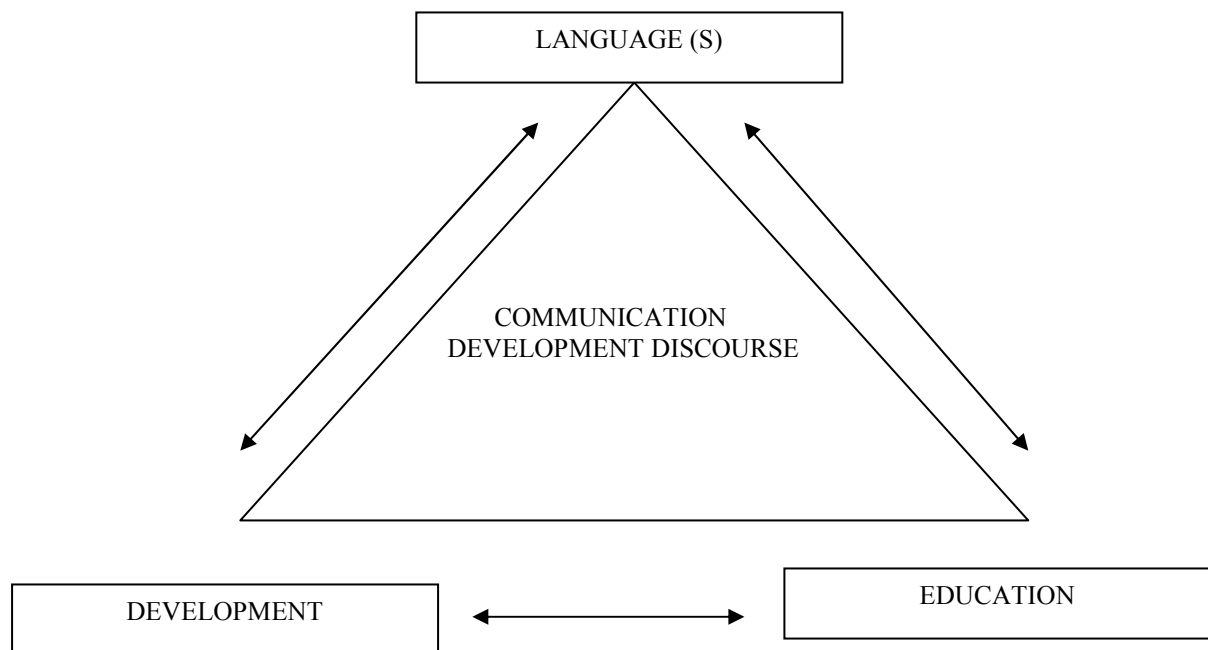 LANGUAGE (S)
COMMUNICATION
DEVELOPMENT DISCOURSE
DEVELOPMENT
EDUCATION